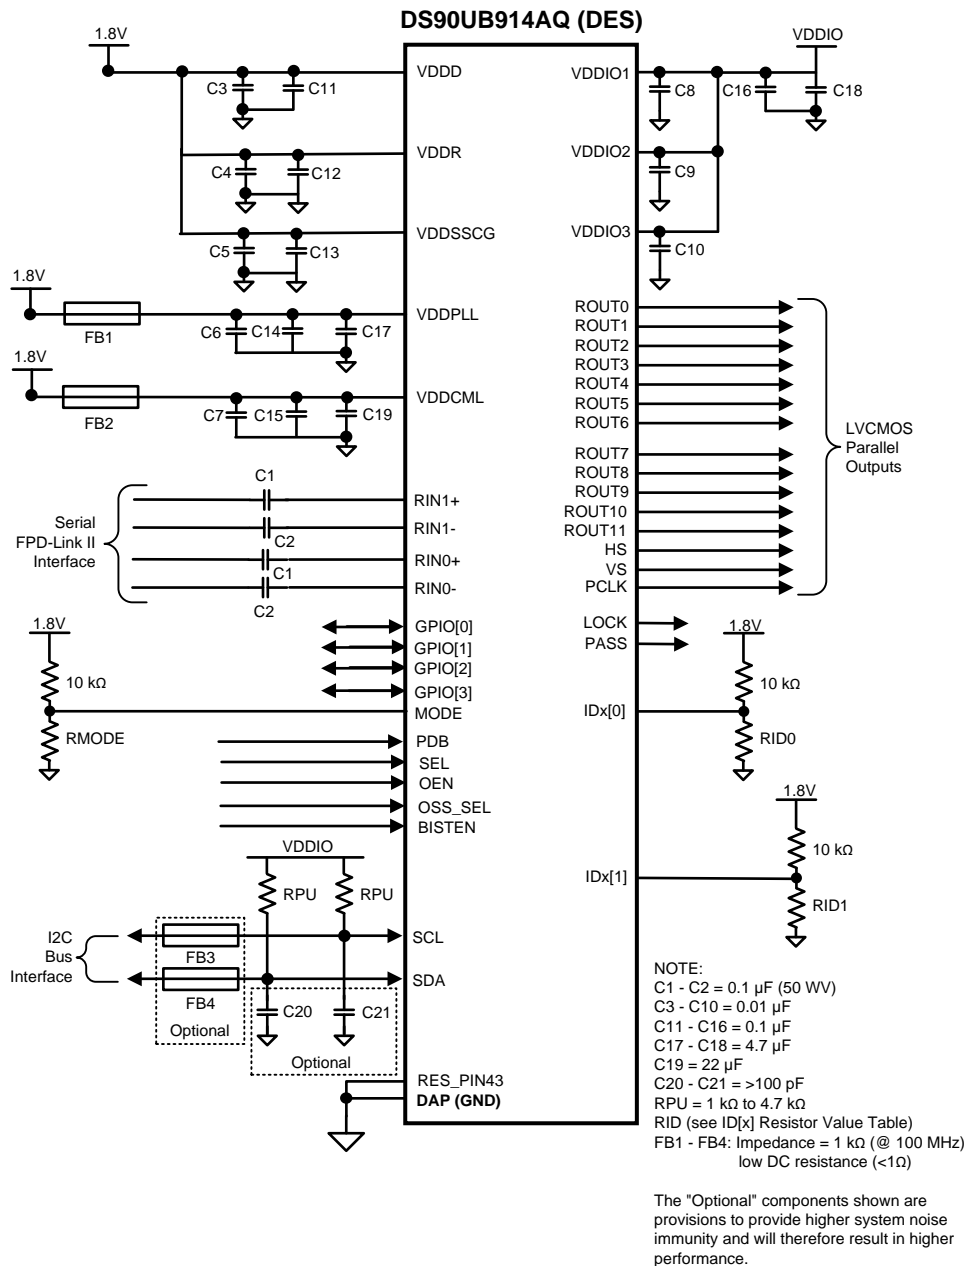 DS90UB914AQ (DES)
1.8V
VDDIO
VDDD
VDDIO1
C3
C11
C8
C16
C18
VDDR
VDDIO2
C4
C12
C9
VDDSSCG
VDDIO3
C5
C13
C10
1.8V
VDDPLL
FB1
C6
C14
C17
1.8V
VDDCML
FB2
C7
C15
C19
ROUT0
ROUT1
ROUT2
ROUT3
ROUT4
ROUT5
ROUT6
ROUT7
ROUT8
ROUT9
ROUT10
ROUT11
HS
VS
PCLK
LVCMOS
Parallel
Outputs
C1
RIN1+
RIN1-
C2
RIN0+
C1
RIN0-
C2
Serial
FPD-Link II
Interface
LOCK
PASS
GPIO[0]
GPIO[1]
GPIO[2]
GPIO[3]
MODE
1.8V
10 kΩ
RMODE
1.8V
10 kΩ
IDx[0]
RID0
PDB
SEL
OEN
OSS_SEL
BISTEN
1.8V
10 kΩ
IDx[1]
RID1
VDDIO
RPU
RPU
I2C
Bus
Interface
SCL
FB3
SDA
FB4
Optional
C20
C21
Optional
RES_PIN43
DAP (GND)
NOTE:
C1 - C2 = 0.1 µF (50 WV)
C3 - C10 = 0.01 µF
C11 - C16 = 0.1 µF
C17 - C18 = 4.7 µF
C19 = 22 µF
C20 - C21 = >100 pF
RPU = 1 kΩ to 4.7 kΩ
RID (see ID[x] Resistor Value Table)
FB1 - FB4: Impedance = 1 kΩ (@ 100 MHz)
low DC resistance (<1Ω)
The "Optional" components shown are
provisions to provide higher system noise
immunity and will therefore result in higher
performance.